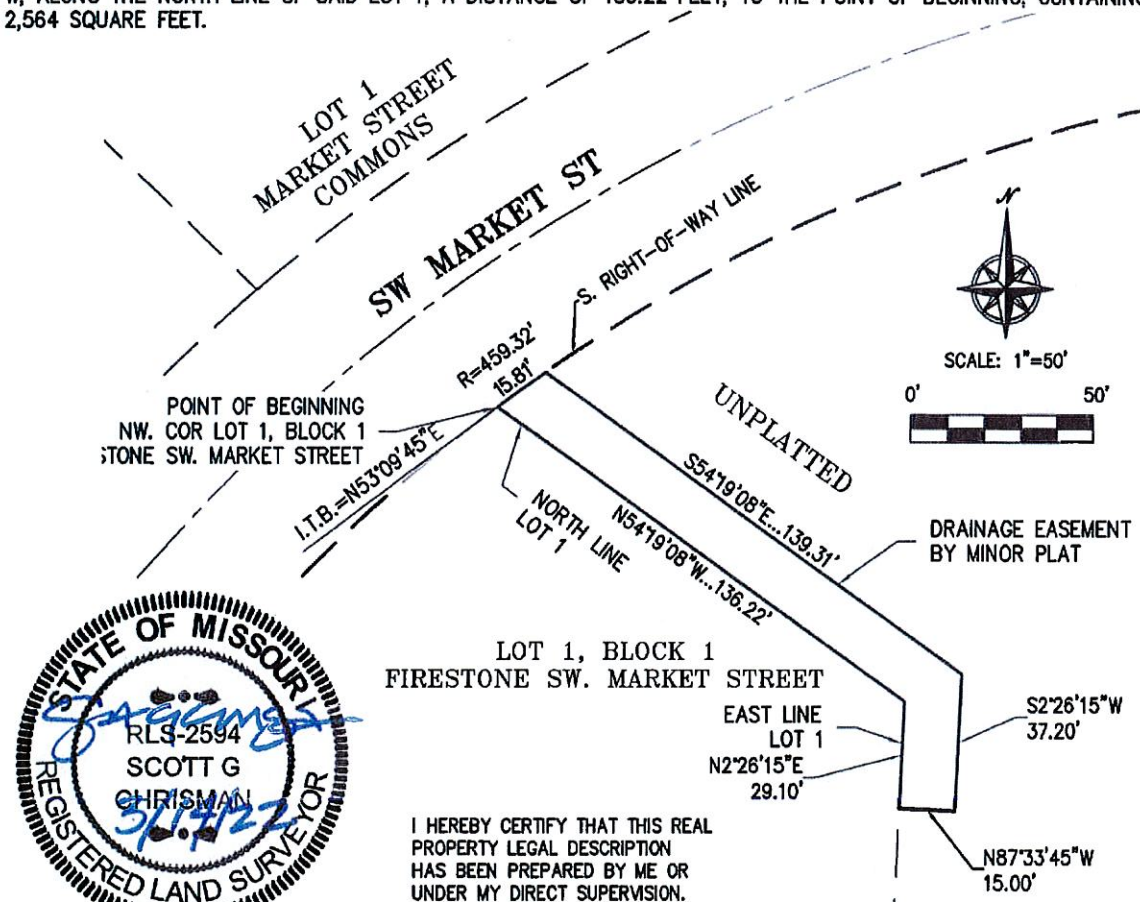 W, ALONG THE NORTH LINE OF SAID LOT 1, A DISTANCE OF 136.22 FEET, TO THE POINT OF BEGINNING, CONTAINING
2,564 SQUARE FEET.
LOT 1
MARKET STREET
COMMONS
SW MARKET ST
S. RIGHT-OF-WAY LINE
N
SCALE: 1"=50'
0' 50'
R=459.32'
15.81'
POINT OF BEGINNING
NW. COR LOT 1, BLOCK 1
STONE SW. MARKET STREET
I.T.B.=N53°09'45"E
UNPLATTED
S54°19'08"E...139.31'
NORTH LINE
LOT 1
N54°19'08"W...136.22'
DRAINAGE EASEMENT
BY MINOR PLAT
LOT 1, BLOCK 1
FIRESTONE SW. MARKET STREET
EAST LINE
LOT 1
N2°26'15"E
29.10'
S2°26'15"W
37.20'
N87°33'45"W
15.00'
STATE OF MISSOURI
RLS-2594
SCOTT G
CHRISMAN
3/14/22
REGISTERED LAND SURVEYOR
I HEREBY CERTIFY THAT THIS REAL
PROPERTY LEGAL DESCRIPTION
HAS BEEN PREPARED BY ME OR
UNDER MY DIRECT SUPERVISION.